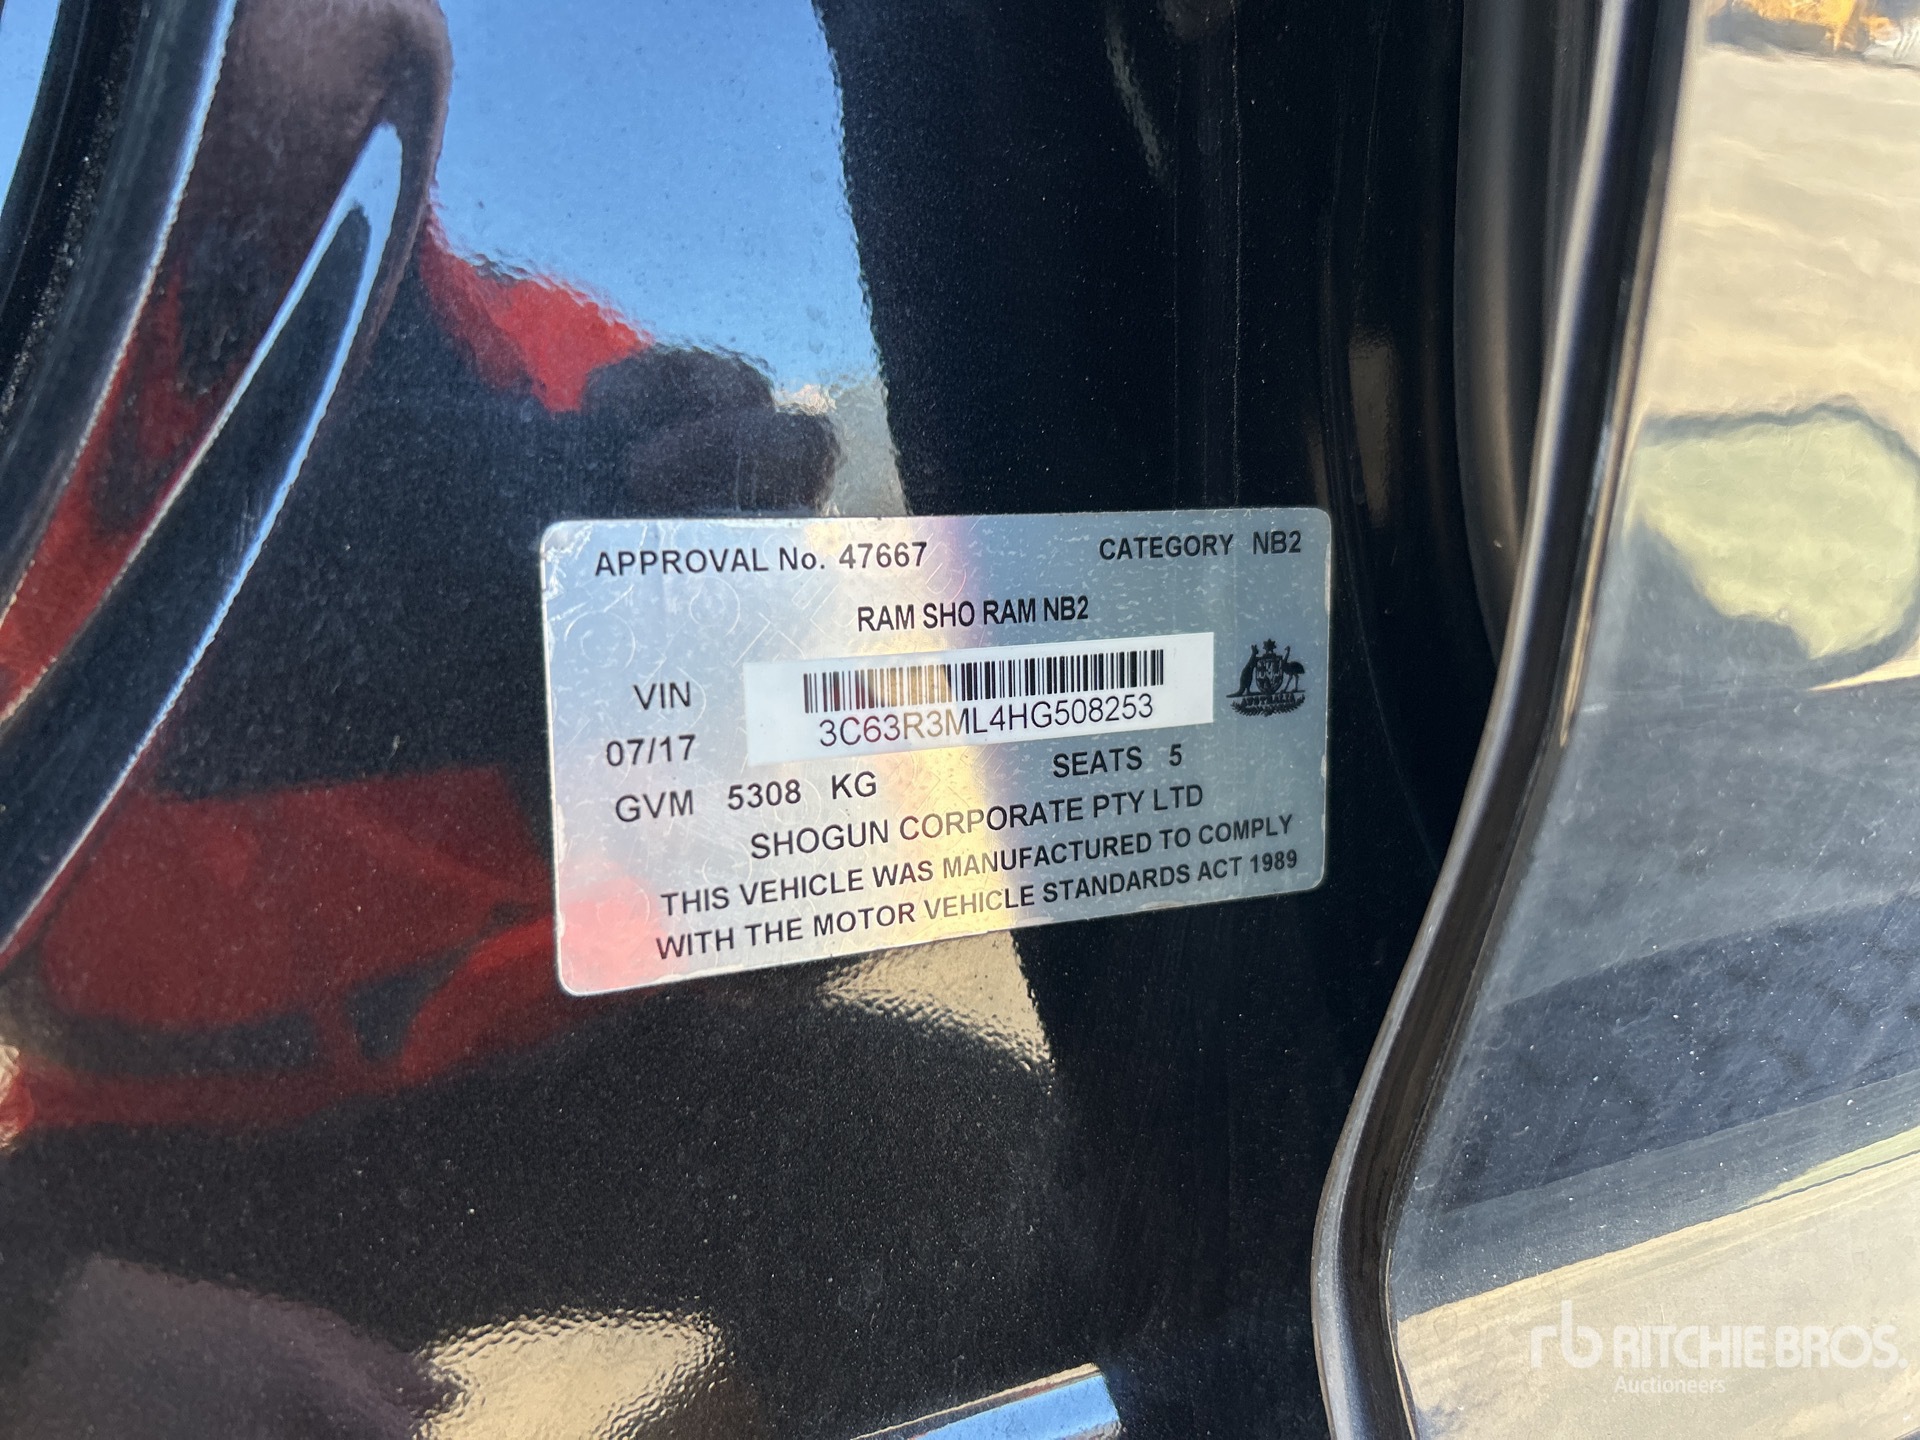 APPROVAL No. 47667 CATEGORY NB2
RAM SHO RAM NB2
VIN 3C63R3ML4HG508253
AUSTRALIA
07/17
GVM 5308 KG SEATS 5
SHOGUN CORPORATE PTY LTD
THIS VEHICLE WAS MANUFACTURED TO COMPLY
WITH THE MOTOR VEHICLE STANDARDS ACT 1989
rb RITCHIE BROS.
Auctioneers